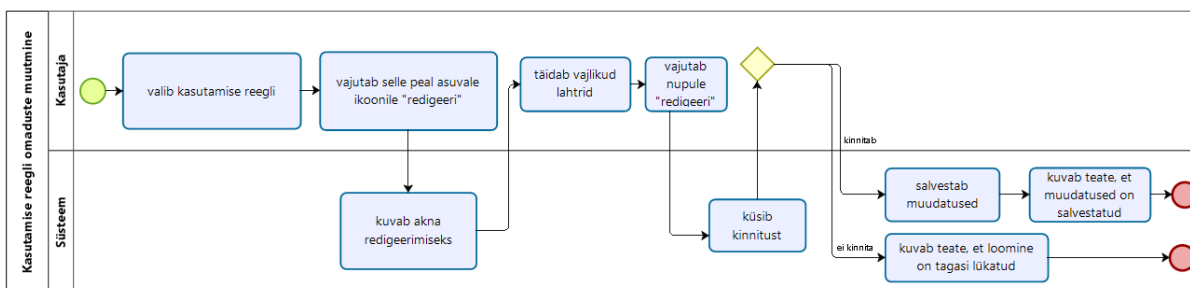 Kasutamise reegli omaduste muutmine
Kasutaja
valib kasutamise reegli
vajutab selle peal asuvale
ikoonile "redigeeri"
täidab vajlikud
lahtrid
vajutab
nupule
"redigeeri"
kinnitab
Süsteem
kuvab akna
redigeerimiseks
küsib
kinnitust
salvestab
muudatused
kuvab teate, et
muudatused on
salvestatud
ei kinnita
kuvab teate, et loomine
on tagasi lükatud